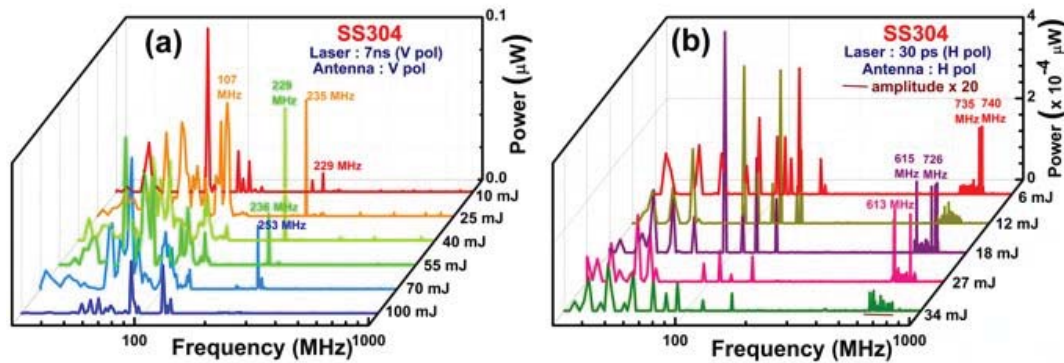 (a)
SS304
Laser : 7ns (V pol)
Antenna : V pol
107 MHz
229 MHz
235 MHz
229 MHz
236 MHz
253 MHz
0.1
0.0
Power (μW)
10 mJ
25 mJ
40 mJ
55 mJ
70 mJ
100 mJ
100
1000
Frequency (MHz)
(b)
SS304
Laser : 30 ps (H pol)
Antenna : H pol
amplitude x 20
735 MHz
740 MHz
615 MHz
726 MHz
613 MHz
4
2
0
Power (x 10⁻⁴ μW)
6 mJ
12 mJ
18 mJ
27 mJ
34 mJ
100
1000
Frequency (MHz)